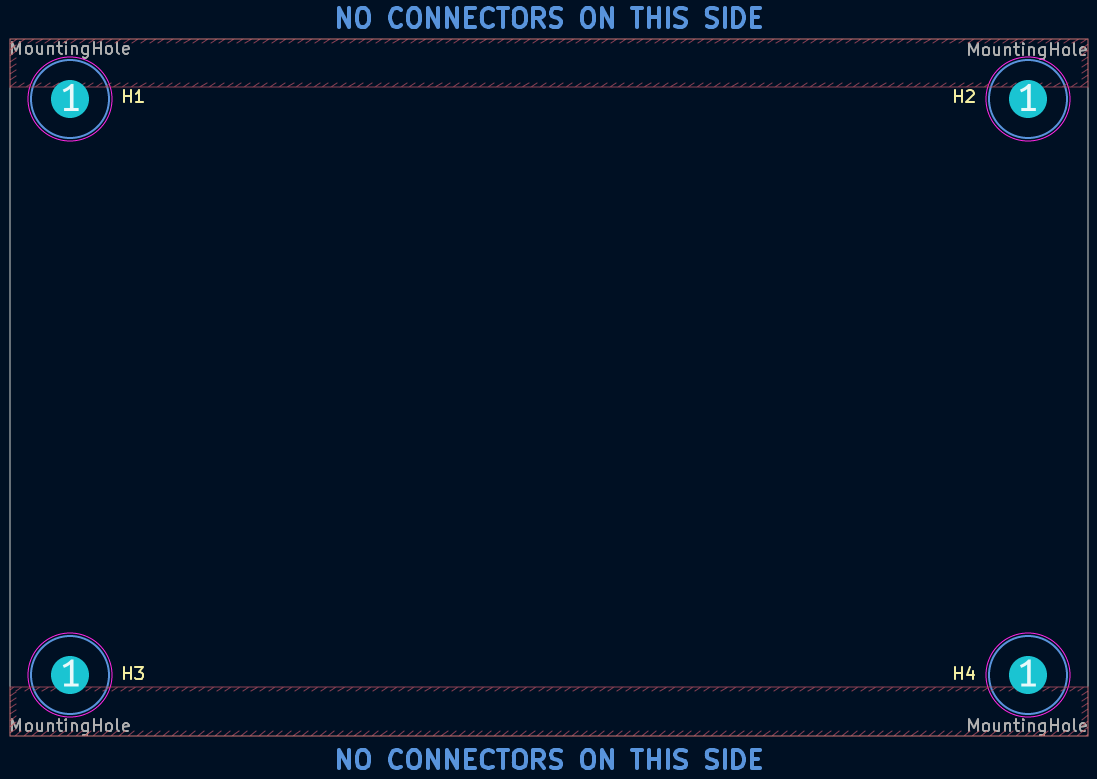 NO CONNECTORS ON THIS SIDE
MountingHole
MountingHole
1
H1
H2
1
1
H3
H4
1
MountingHole
MountingHole
NO CONNECTORS ON THIS SIDE